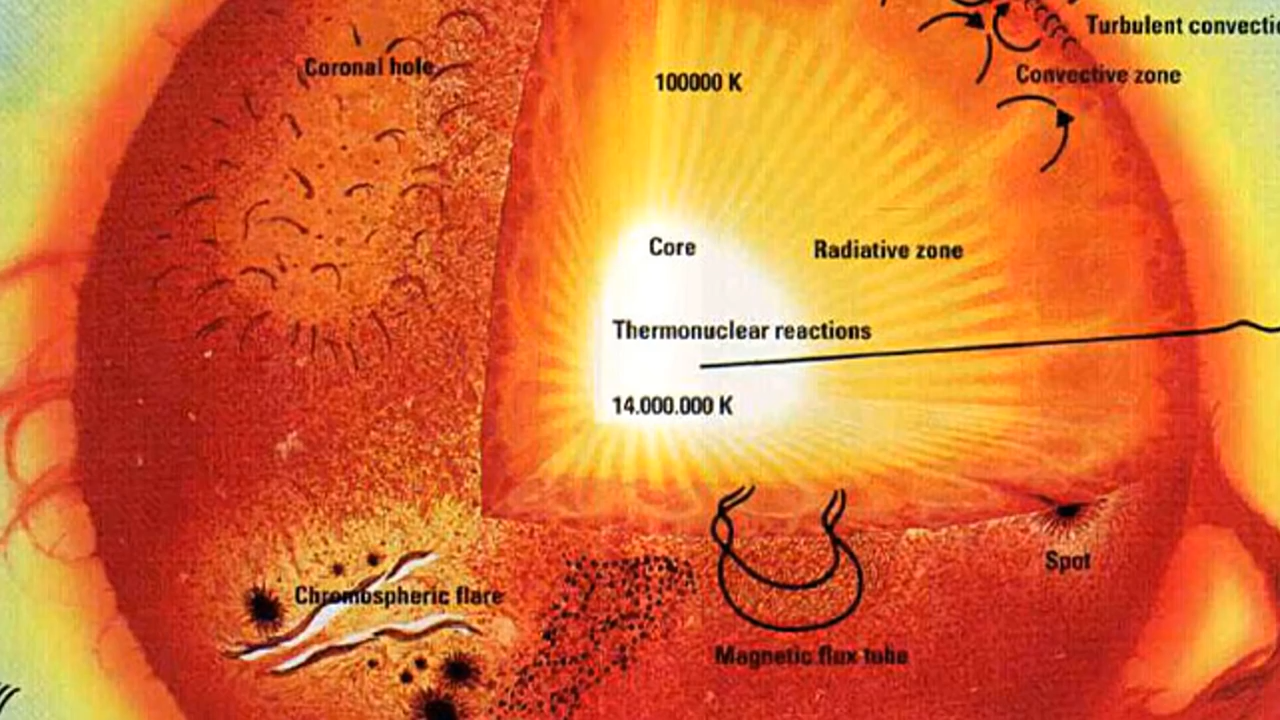 Turbulent
Coronal hole
Convective zone
100000 K
Core
Radiative zone
Thermonuclear reactions
14.000.000 K
Spot
Chromospheric flare
Magnetic flux tube